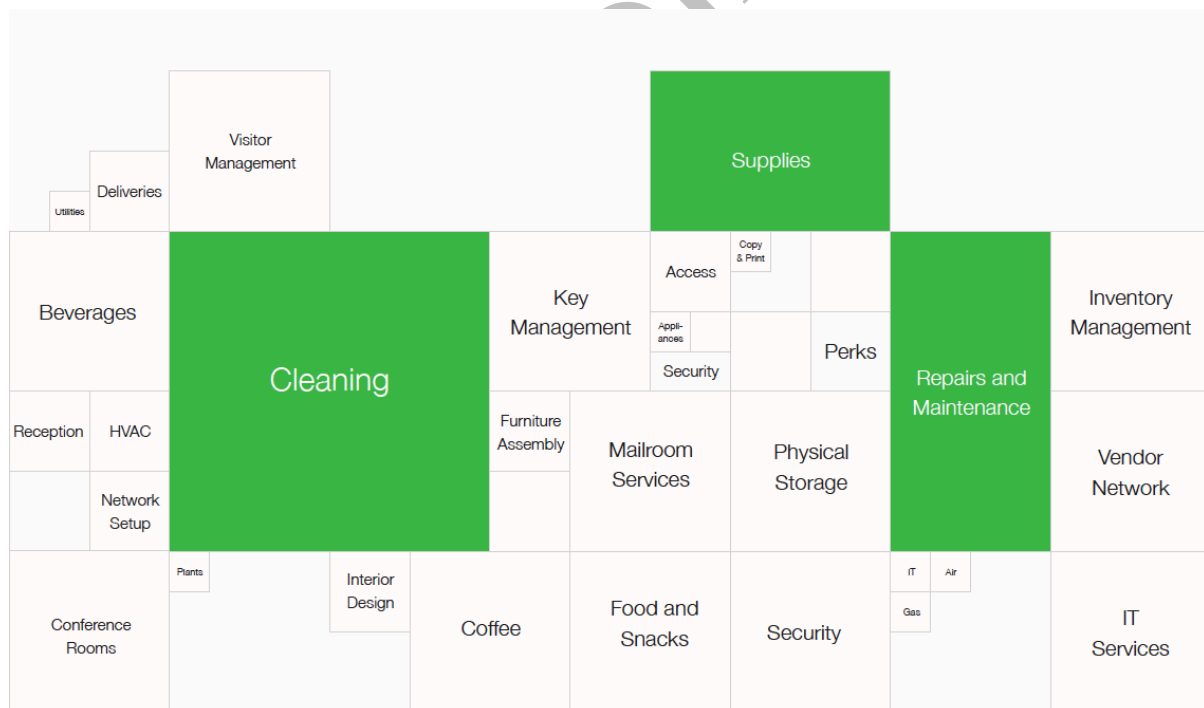 Visitor
Management
Supplies
Deliveries
Utilities
Beverages
Cleaning
Key
Management
Access
Copy
& Print
Appli-
ances
Security
Perks
Repairs and
Maintenance
Inventory
Management
Reception
HVAC
Network
Setup
Furniture
Assembly
Mailroom
Services
Physical
Storage
Vendor
Network
Conference
Rooms
Plants
Interior
Design
Coffee
Food and
Snacks
Security
IT
Air
Gas
IT
Services